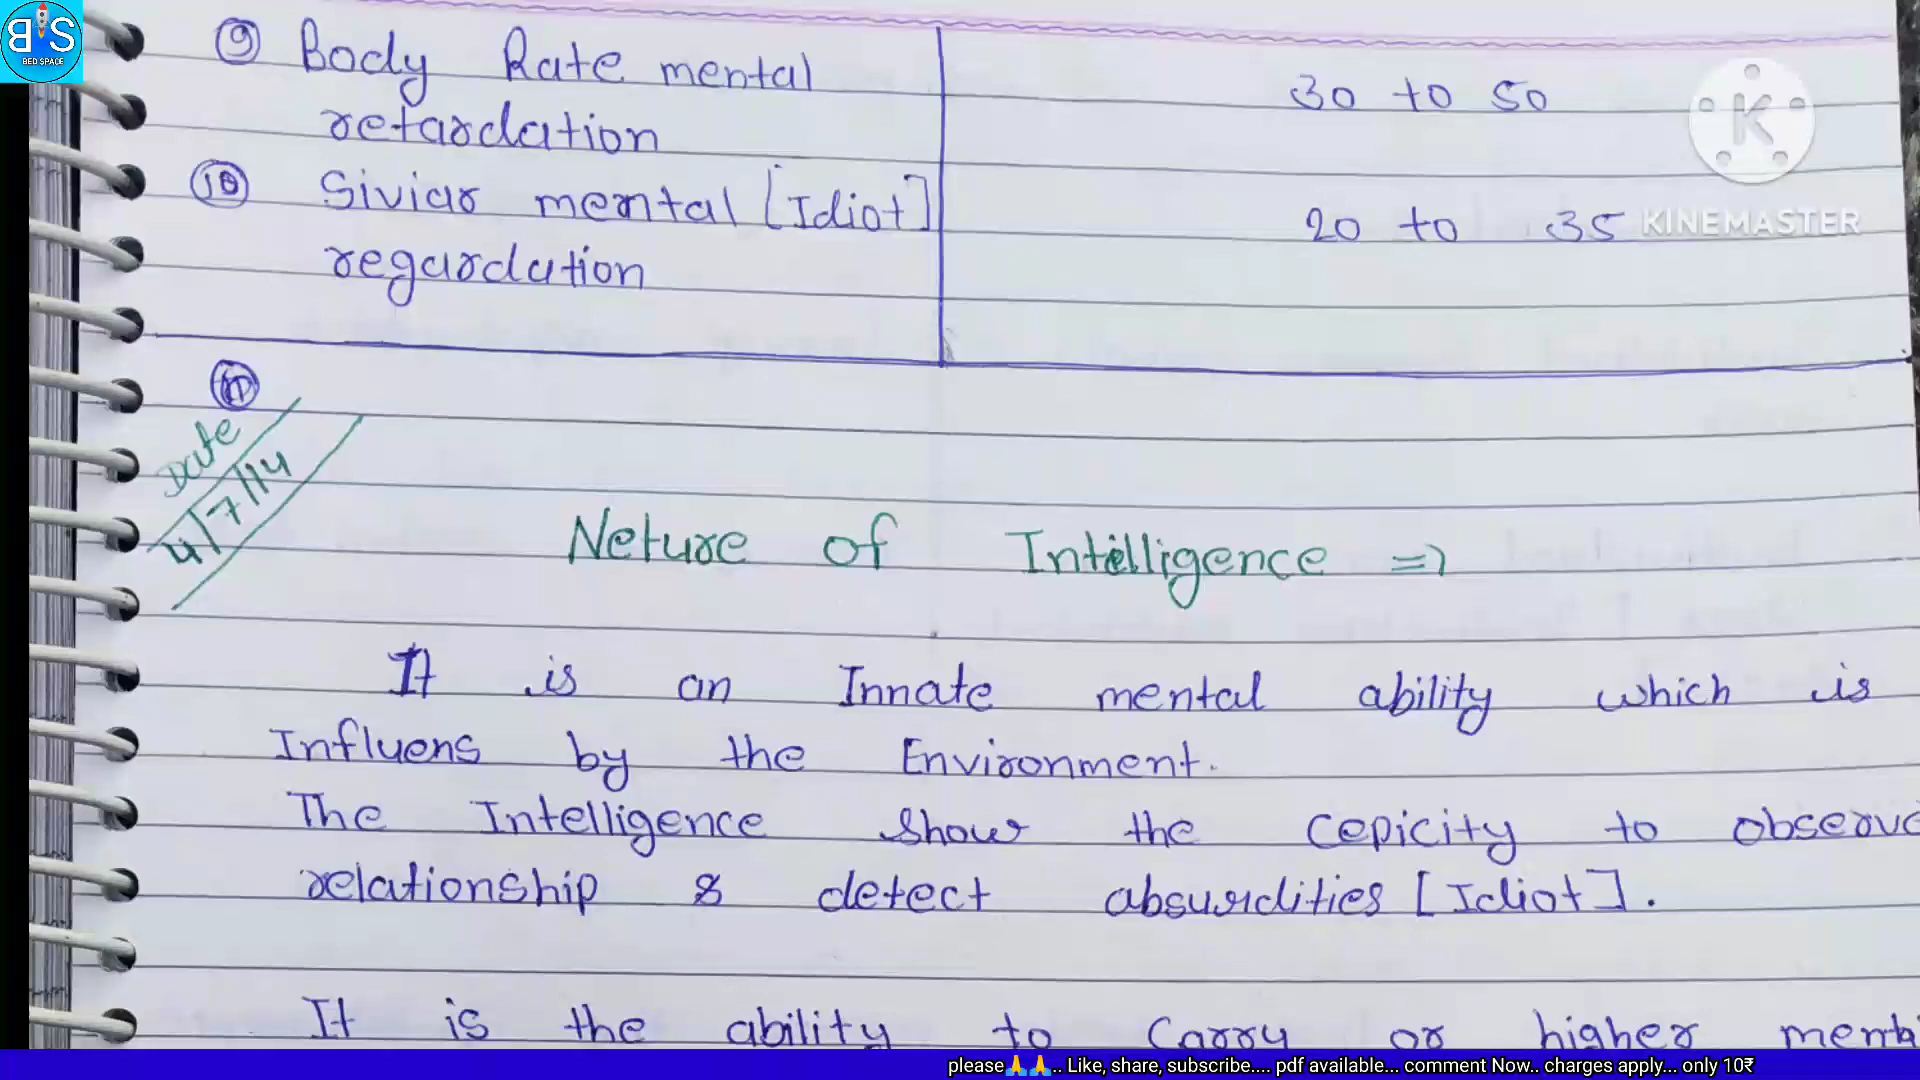 BS
BED SPACE
⑨ Body Rate mental
retardation
30 to 50
K
⑩ Siviar mental [Idiot]
regardation
20 to 35
KINEMASTER
Date
4/7/14
Neture of Intelligence =>
It is an Innate mental ability which is
Influens by the Environment.
The Intelligence show the cepicity to observe
relationship & detect absurdities [Idiot].
It is the ability to Carry or higher menta
please🙏🙏.. Like, share, subscribe.... pdf available... comment Now.. charges apply... only 10₹